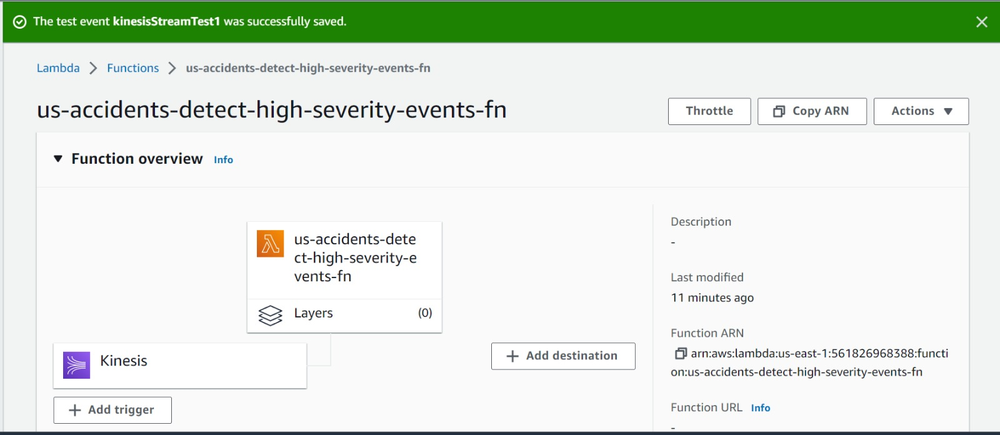 The test event kinesisStreamTest1 was successfully saved.
Lambda > Functions > us-accidents-detect-high-severity-events-fn
us-accidents-detect-high-severity-events-fn
Throttle
Copy ARN
Actions
Function overview Info
us-accidents-dete
ct-high-severity-e
vents-fn
Layers (0)
Kinesis
+ Add trigger
+ Add destination
Description
-
Last modified
11 minutes ago
Function ARN
arn:aws:lambda:us-east-1:561826968388:functi
on:us-accidents-detect-high-severity-events-fn
Function URL Info
-